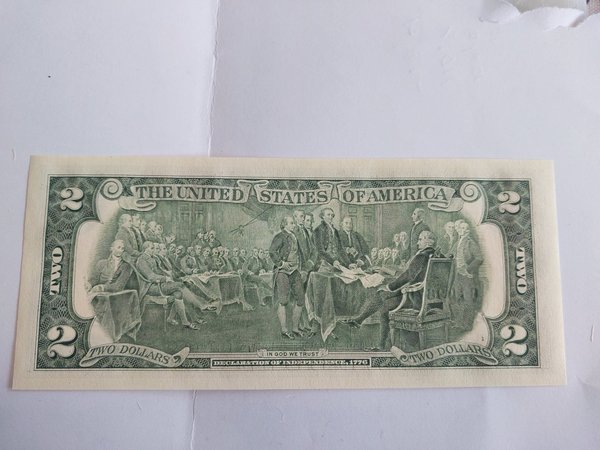 THE UNITED STATES OF AMERICA
2
2
TWO
TWO
2
2
TWO DOLLARS
TWO DOLLARS
IN GOD WE TRUST
DECLARATION OF INDEPENDENCE, 1776
1